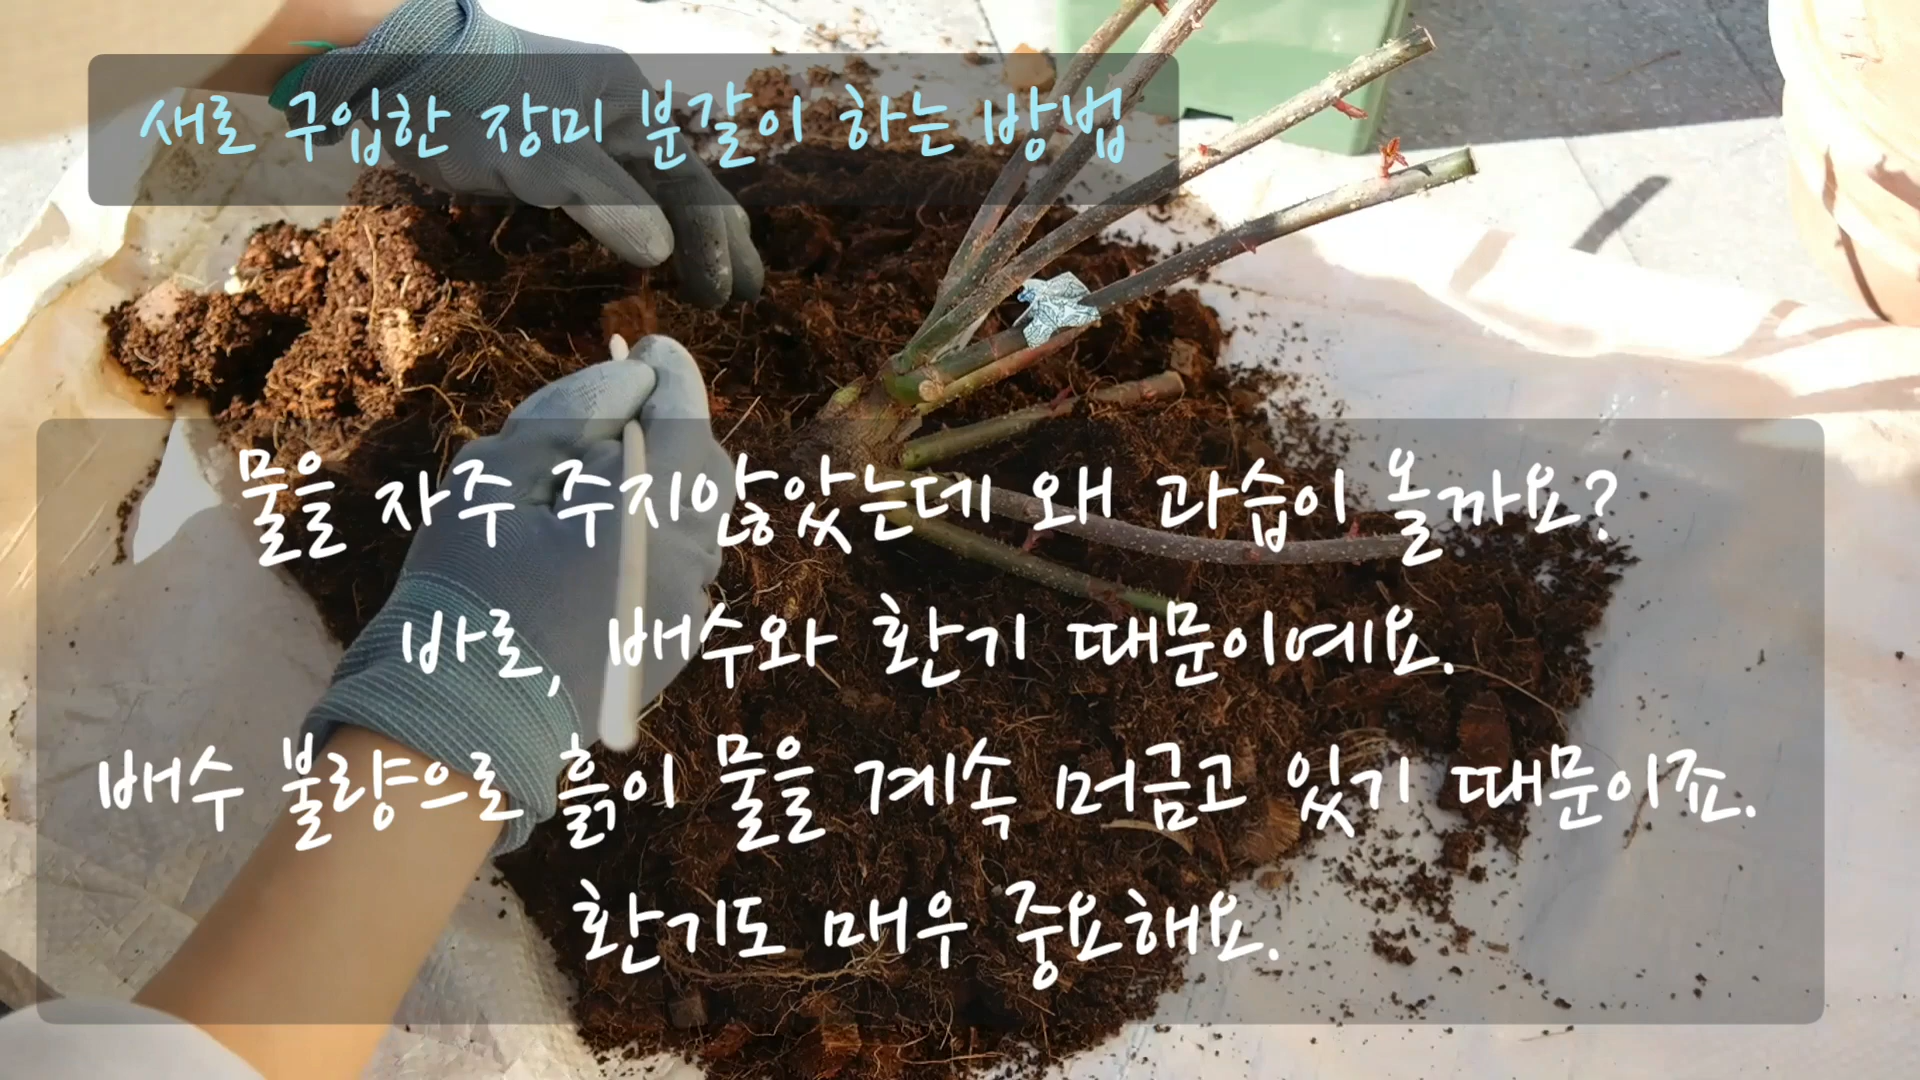 새로 구입한 장미 분갈이 하는 방법
물을 자주 주지않았는데 왜 과습이 올까요?
바로, 배수와 환기 때문이예요.
배수 불량으로 흙이 물을 계속 머금고 있기 때문이죠.
환기도 매우 중요해요.